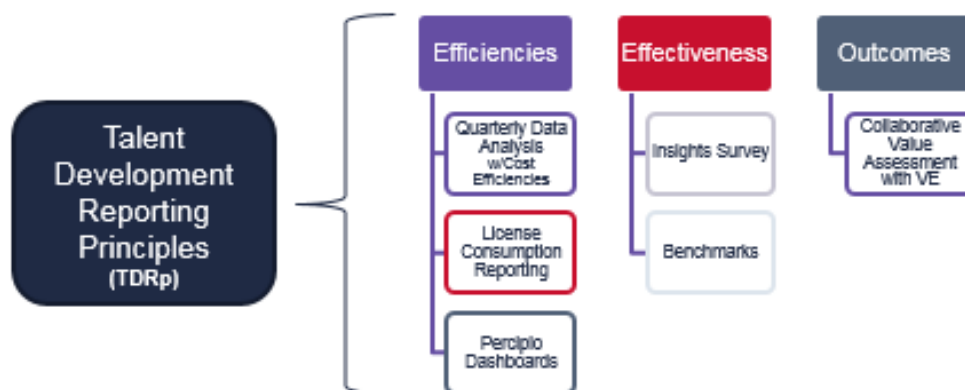 Talent
Development
Reporting
Principles
(TDRp)
Efficiencies
Quarterly Data
Analysis
w/Cost
Efficiencies
License
Consumption
Reporting
Percipio
Dashboards
Effectiveness
Insights Survey
Benchmarks
Outcomes
Collaborative
Value
Assessment
with VE